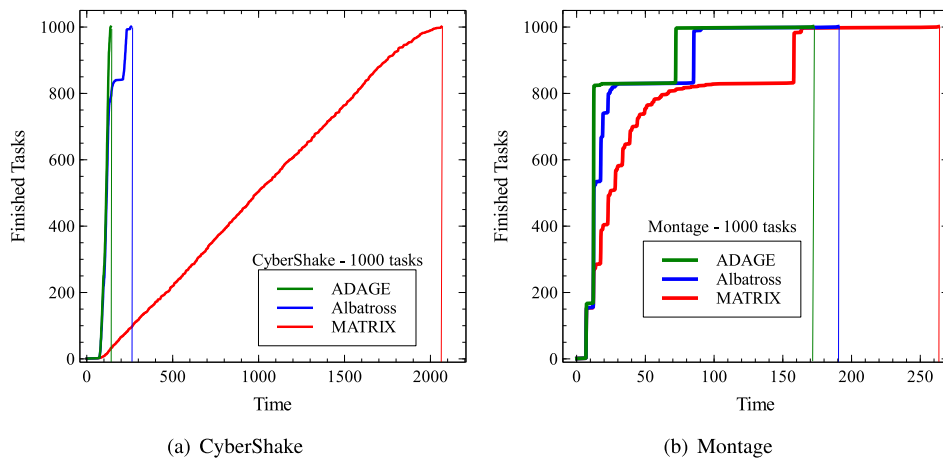 1000
800
600
400
200
0
Finished Tasks
CyberShake - 1000 tasks
ADAGE
Albatross
MATRIX
0 500 1000 1500 2000
Time
(a) CyberShake
1000
800
600
400
200
0
Finished Tasks
Montage - 1000 tasks
ADAGE
Albatross
MATRIX
0 50 100 150 200 250
Time
(b) Montage